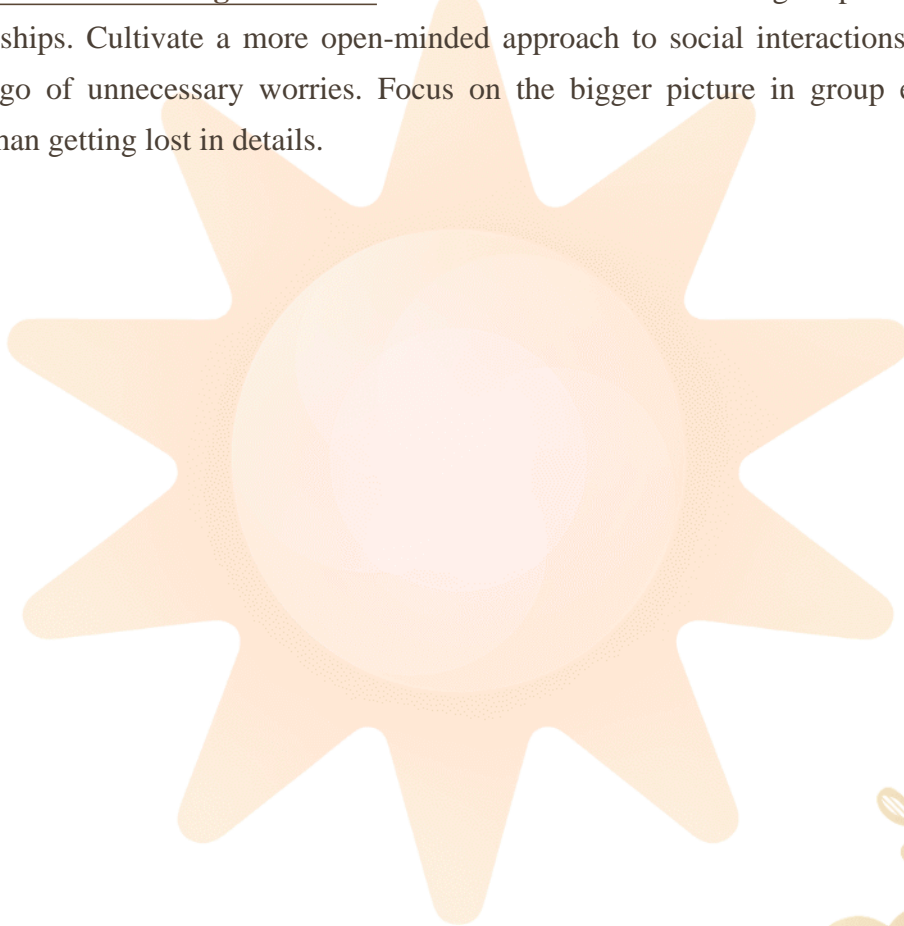 ships. Cultivate a more open-minded approach to social interactions
go of unnecessary worries. Focus on the bigger picture in group
han getting lost in details.